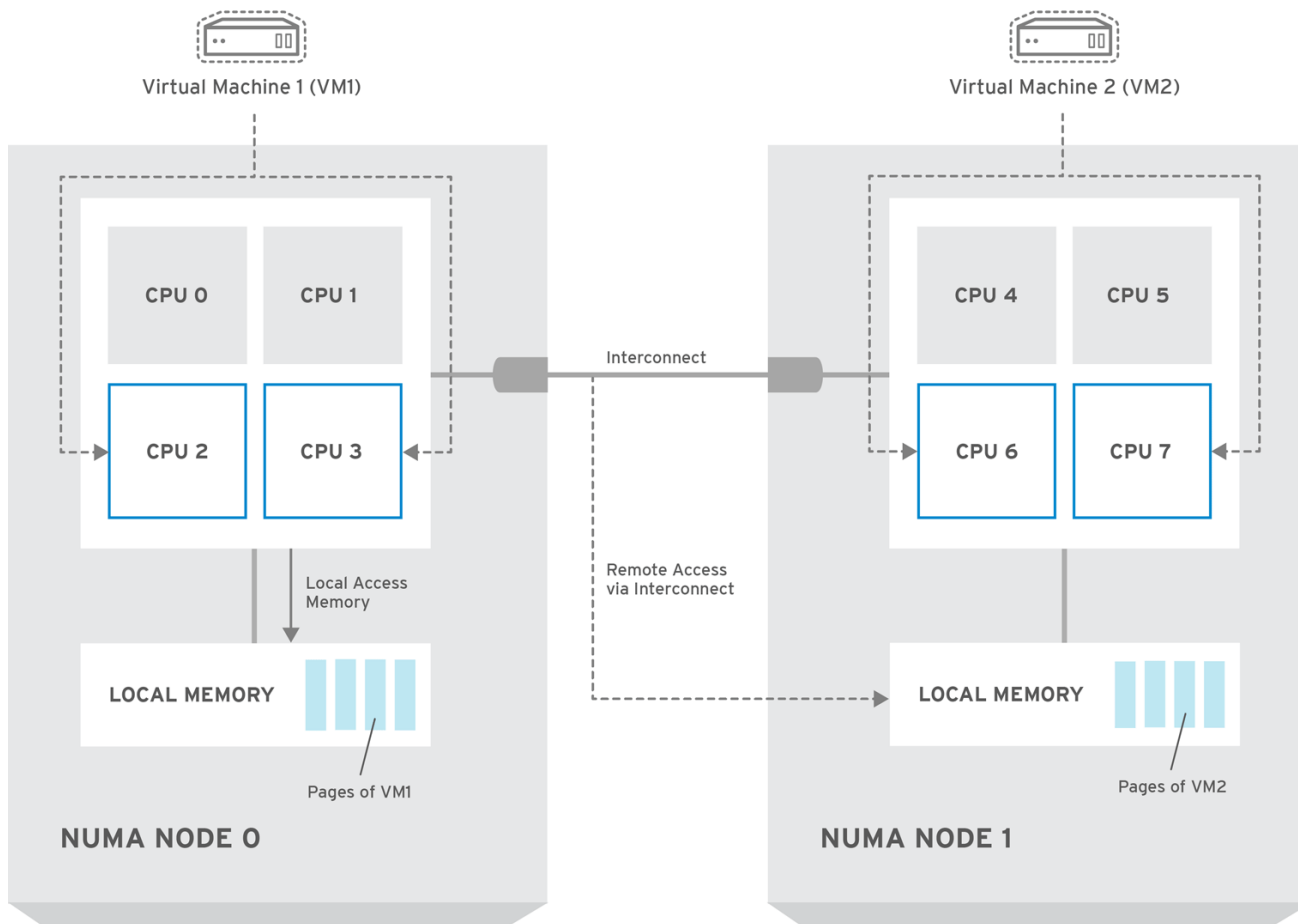 Virtual Machine 1 (VM1)
Virtual Machine 2 (VM2)
CPU 0
CPU 1
CPU 2
CPU 3
Interconnect
CPU 4
CPU 5
CPU 6
CPU 7
Local Access
Memory
Remote Access
via Interconnect
LOCAL MEMORY
Pages of VM1
LOCAL MEMORY
Pages of VM2
NUMA NODE 0
NUMA NODE 1